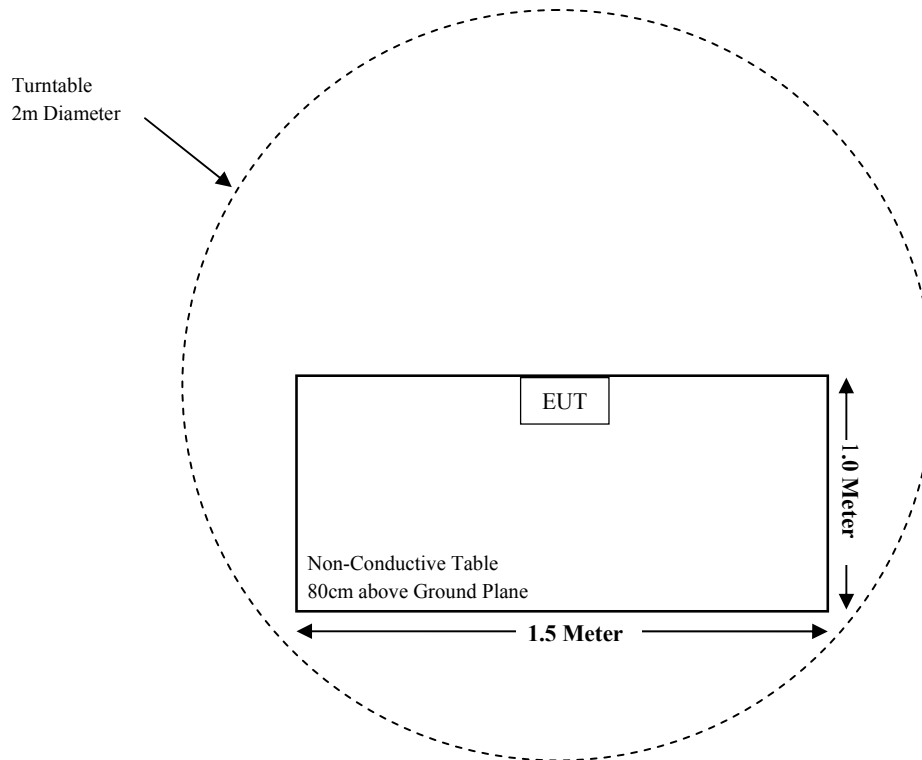 Turntable
2m Diameter
EUT
1.0 Meter
Non-Conductive Table
80cm above Ground Plane
1.5 Meter